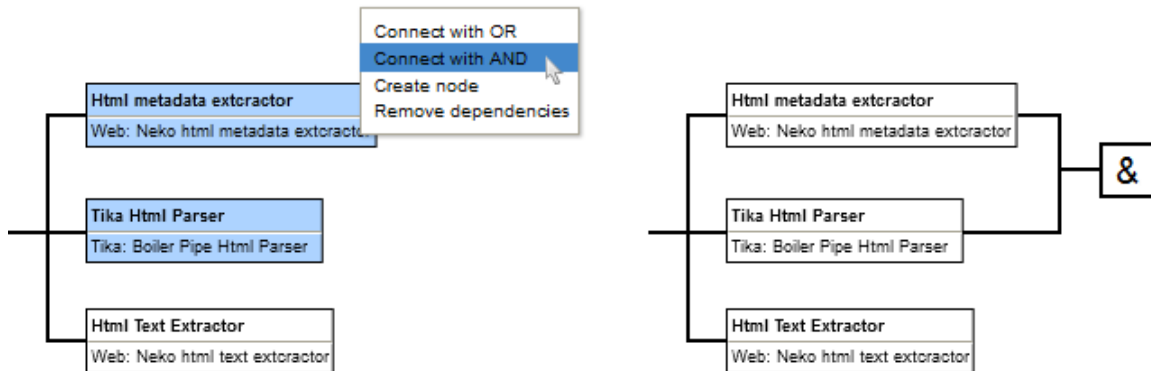 Connect with OR
Connect with AND
Create node
Remove dependencies
Html metadata extcractor
Web: Neko html metadata extcractor
Tika Html Parser
Tika: Boiler Pipe Html Parser
Html Text Extractor
Web: Neko html text extcractor
Html metadata extcractor
Web: Neko html metadata extcractor
&
Tika Html Parser
Tika: Boiler Pipe Html Parser
Html Text Extractor
Web: Neko html text extcractor